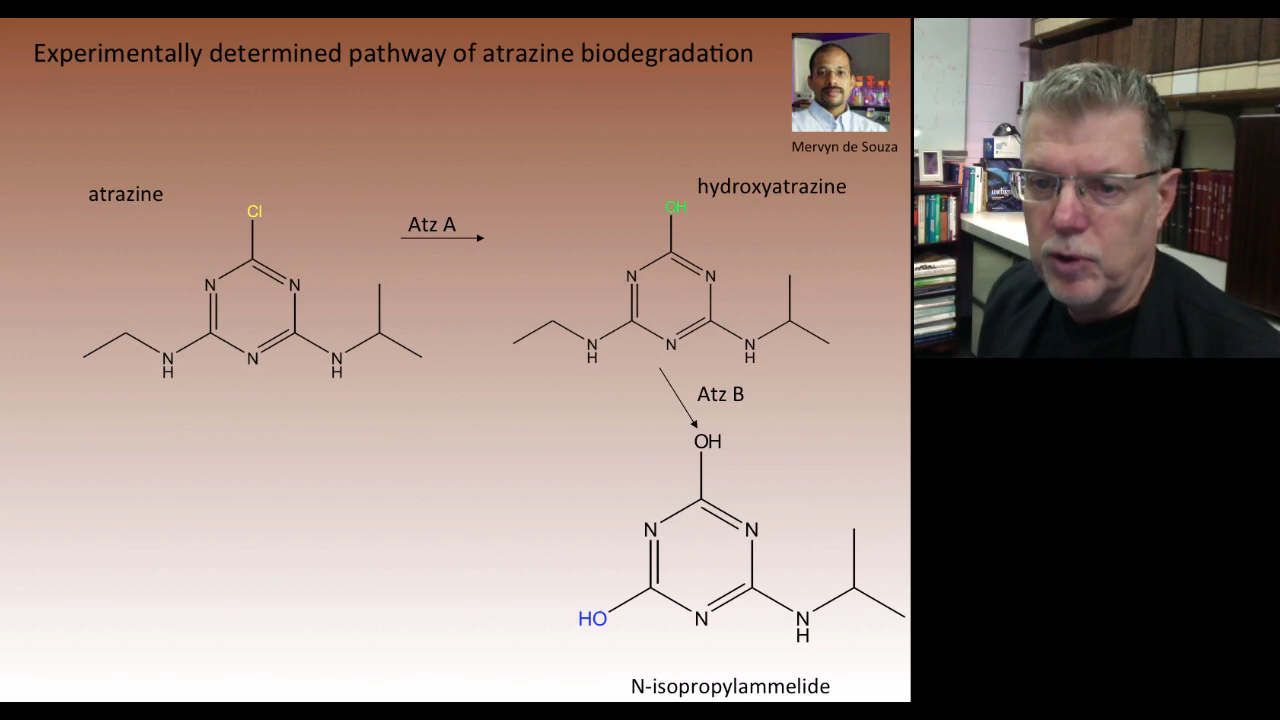 Experimentally determined pathway of atrazine biodegradation
Mervyn de Souza
atrazine
Cl
N
N
N
N
H
N
H
Atz A
hydroxyatrazine
OH
N
N
N
N
H
N
H
Atz B
OH
N
N
HO
N
N
H
N-isopropylammelide